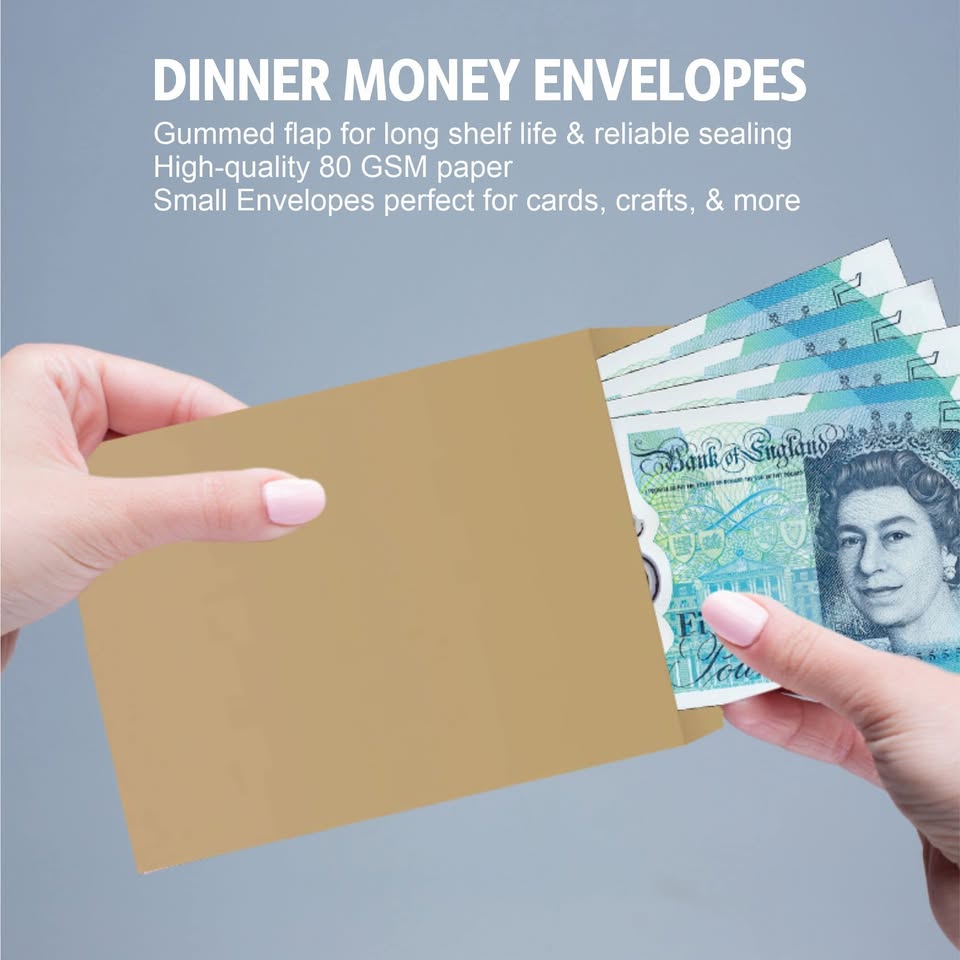 DINNER MONEY ENVELOPES
Gummed flap for long shelf life & reliable sealing
High-quality 80 GSM paper
Small Envelopes perfect for cards, crafts, & more
Bank of England